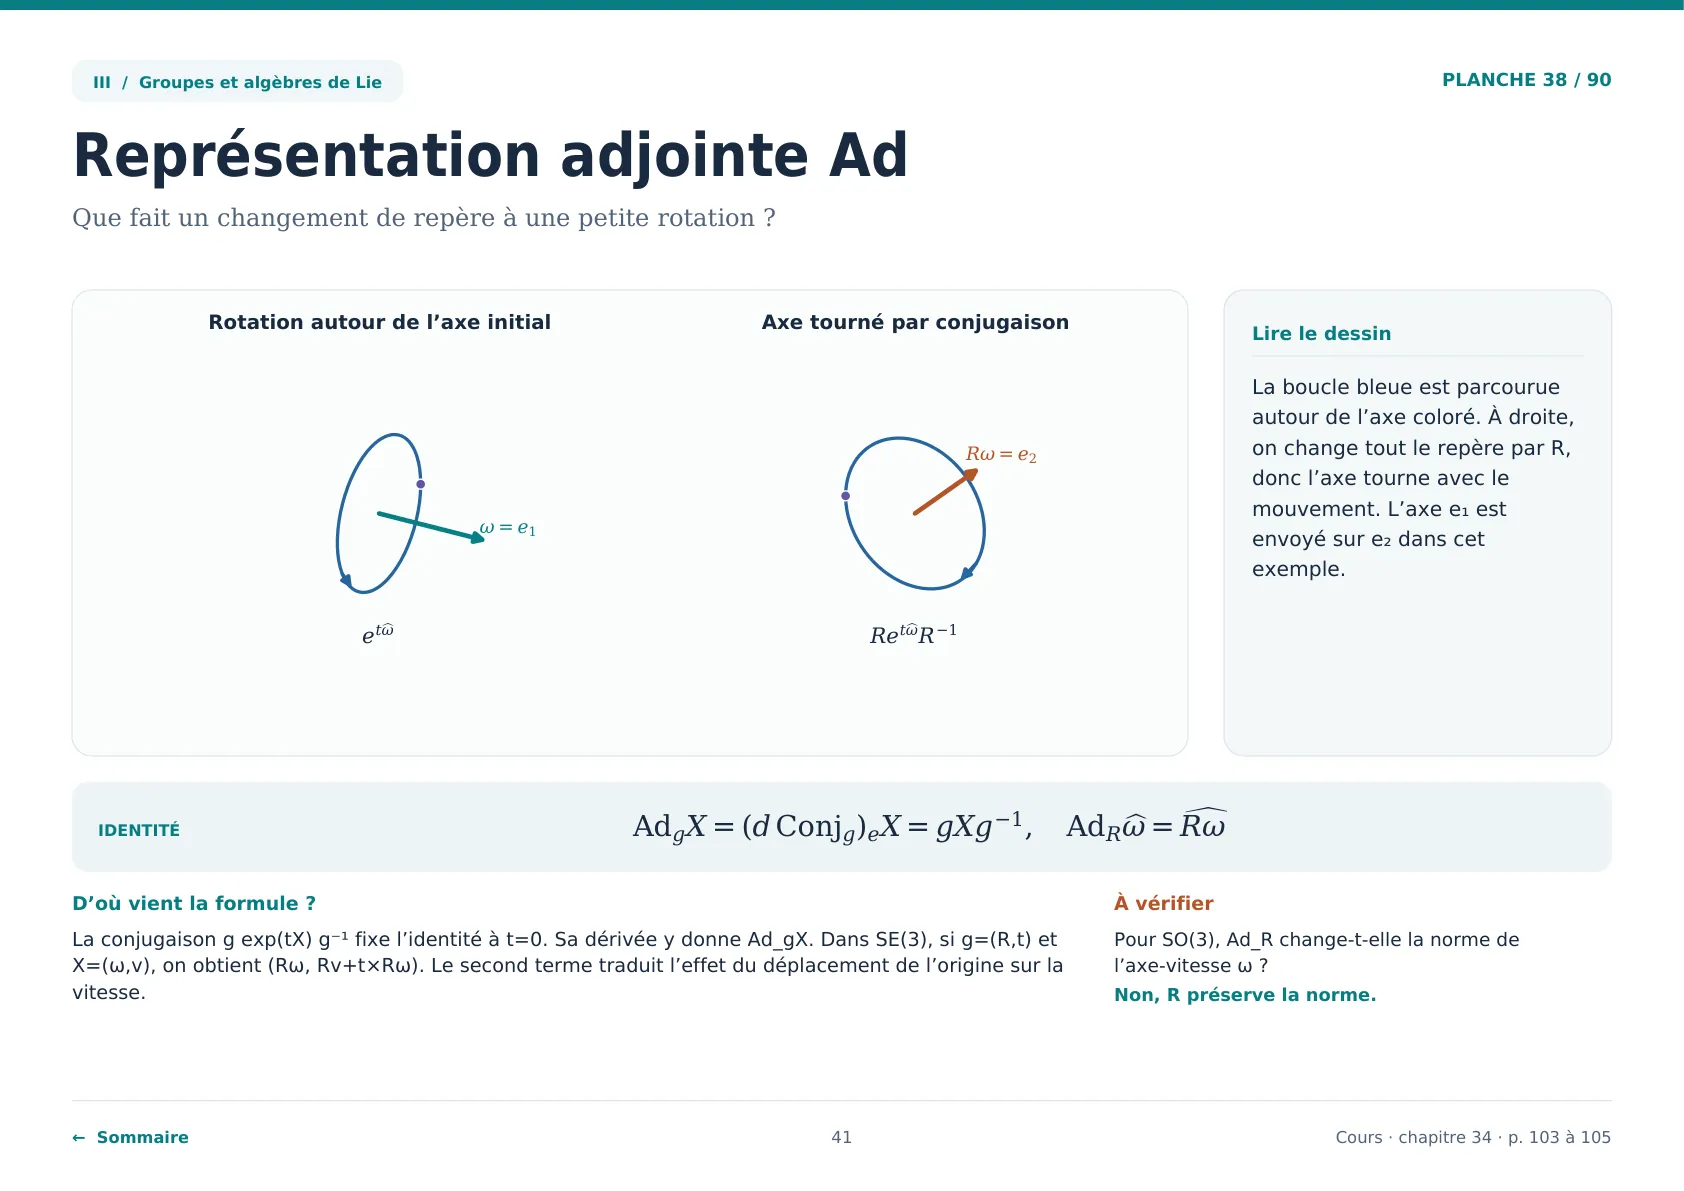 III / Groupes et algèbres de Lie
PLANCHE 38 / 90
Représentation adjointe Ad
Que fait un changement de repère à une petite rotation ?
Rotation autour de l’axe initial
Axe tourné par conjugaison
ω = e₁
Rω = e₂
e^{tω̂}
Re^{tω̂}R⁻¹
Lire le dessin
La boucle bleue est parcourue
autour de l’axe coloré. À droite,
on change tout le repère par R,
donc l’axe tourne avec le
mouvement. L’axe e₁ est
envoyé sur e₂ dans cet
exemple.
IDENTITÉ
Ad_g X = (d Conj_g)_e X = gXg⁻¹, Ad_R ω̂ = \widehat{Rω}
D’où vient la formule ?
La conjugaison g exp(tX) g⁻¹ fixe l’identité à t=0. Sa dérivée y donne Ad_gX. Dans SE(3), si g=(R,t) et
X=(ω,v), on obtient (Rω, Rv+t×Rω). Le second terme traduit l’effet du déplacement de l’origine sur la
vitesse.
À vérifier
Pour SO(3), Ad_R change-t-elle la norme de
l’axe-vitesse ω ?
Non, R préserve la norme.
← Sommaire
41
Cours · chapitre 34 · p. 103 à 105